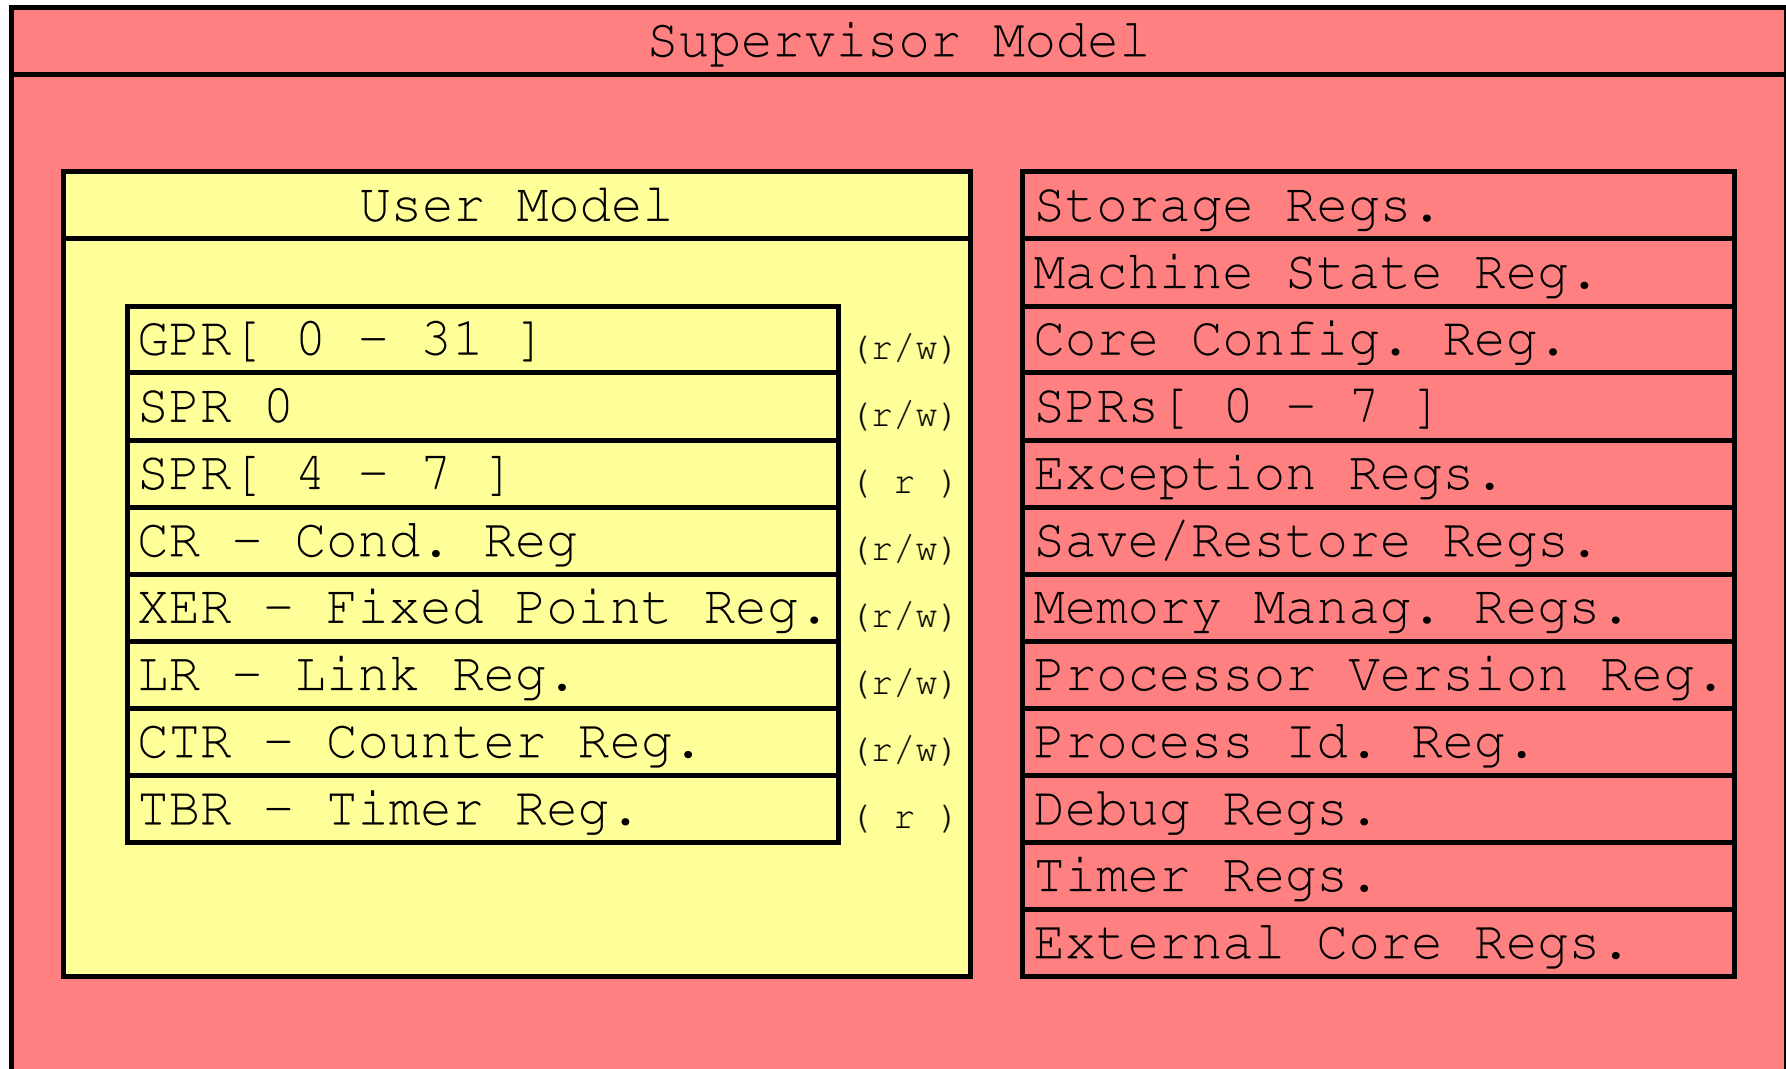 Supervisor Model
User Model
GPR[ 0 - 31 ] (r/w)
SPR 0 (r/w)
SPR[ 4 - 7 ] ( r )
CR - Cond. Reg (r/w)
XER - Fixed Point Reg. (r/w)
LR - Link Reg. (r/w)
CTR - Counter Reg. (r/w)
TBR - Timer Reg. ( r )
Storage Regs.
Machine State Reg.
Core Config. Reg.
SPRs[ 0 - 7 ]
Exception Regs.
Save/Restore Regs.
Memory Manag. Regs.
Processor Version Reg.
Process Id. Reg.
Debug Regs.
Timer Regs.
External Core Regs.